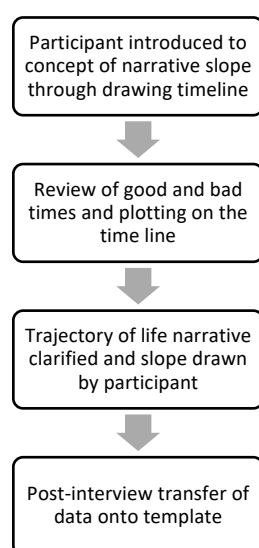 Participant introduced to
concept of narrative slope
through drawing timeline
Review of good and bad
times and plotting on the
time line
Trajectory of life narrative
clarified and slope drawn
by participant
Post-interview transfer of
data onto template